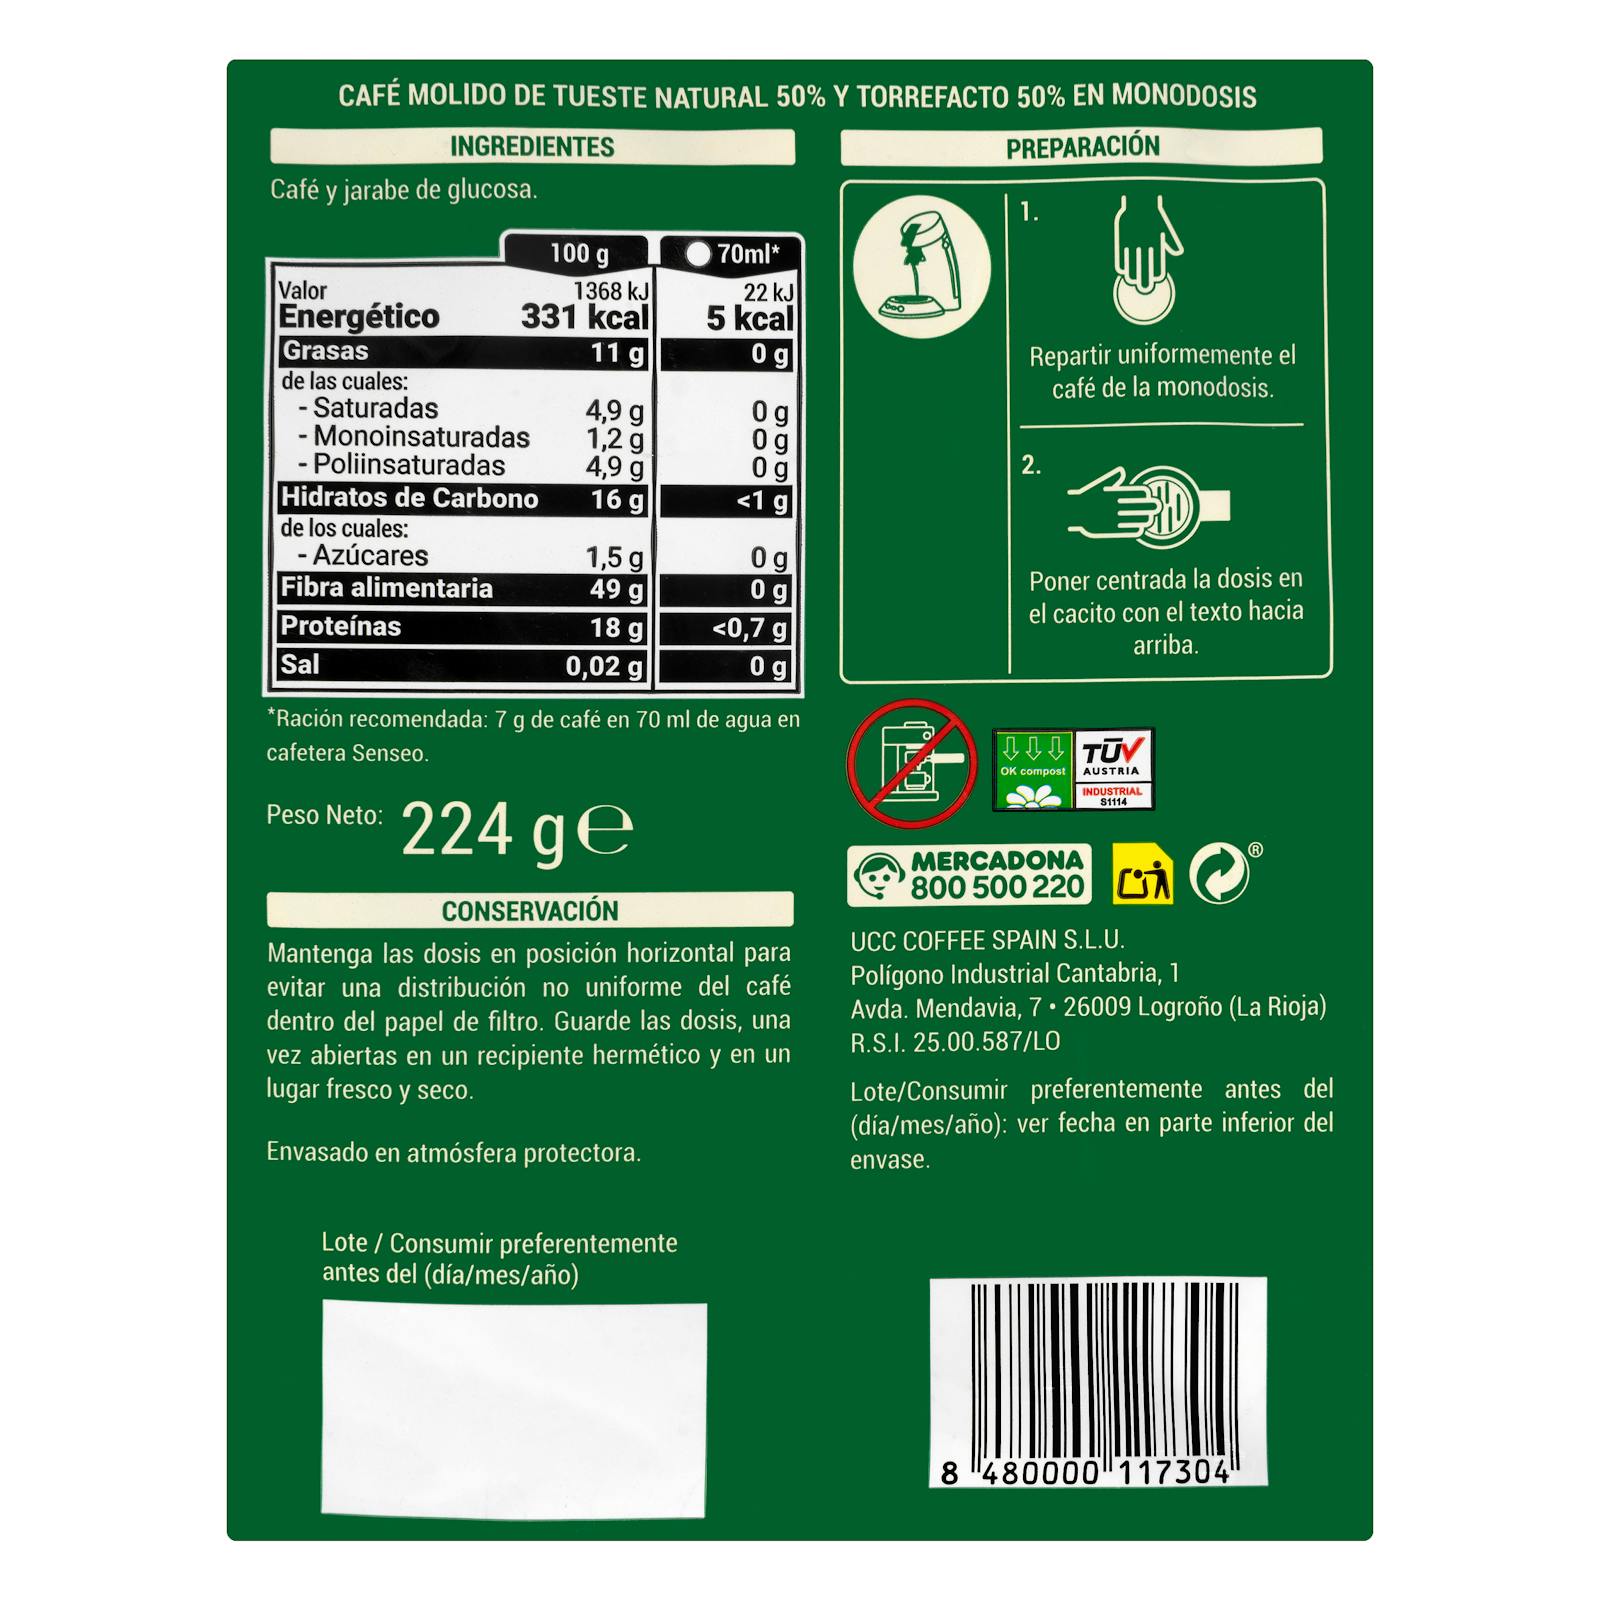 CAFÉ MOLIDO DE TUESTE NATURAL 50% Y TORREFACTO 50% EN MONODOSIS
INGREDIENTES
Café y jarabe de glucosa.
100 g 70ml*
Valor 1368 kJ 22 kJ
Energético 331 kcal 5 kcal
Grasas 11 g 0 g
de las cuales:
- Saturadas 4,9 g 0 g
- Monoinsaturadas 1,2 g 0 g
- Poliinsaturadas 4,9 g 0 g
Hidratos de Carbono 16 g <1 g
de los cuales:
- Azúcares 1,5 g 0 g
Fibra alimentaria 49 g 0 g
Proteínas 18 g <0,7 g
Sal 0,02 g 0 g
*Ración recomendada: 7 g de café en 70 ml de agua en
cafetera Senseo.
Peso Neto: 224 g e
CONSERVACIÓN
Mantenga las dosis en posición horizontal para
evitar una distribución no uniforme del café
dentro del papel de filtro. Guarde las dosis, una
vez abiertas en un recipiente hermético y en un
lugar fresco y seco.
Envasado en atmósfera protectora.
Lote / Consumir preferentemente
antes del (día/mes/año)
PREPARACIÓN
1.
Repartir uniformemente el
café de la monodosis.
2.
Poner centrada la dosis en
el cacito con el texto hacia
arriba.
OK compost
TÜV
AUSTRIA
INDUSTRIAL
S1114
MERCADONA
800 500 220
®
UCC COFFEE SPAIN S.L.U.
Polígono Industrial Cantabria, 1
Avda. Mendavia, 7 • 26009 Logroño (La Rioja)
R.S.I. 25.00.587/LO
Lote/Consumir preferentemente antes del
(día/mes/año): ver fecha en parte inferior del
envase.
8 480000 117304